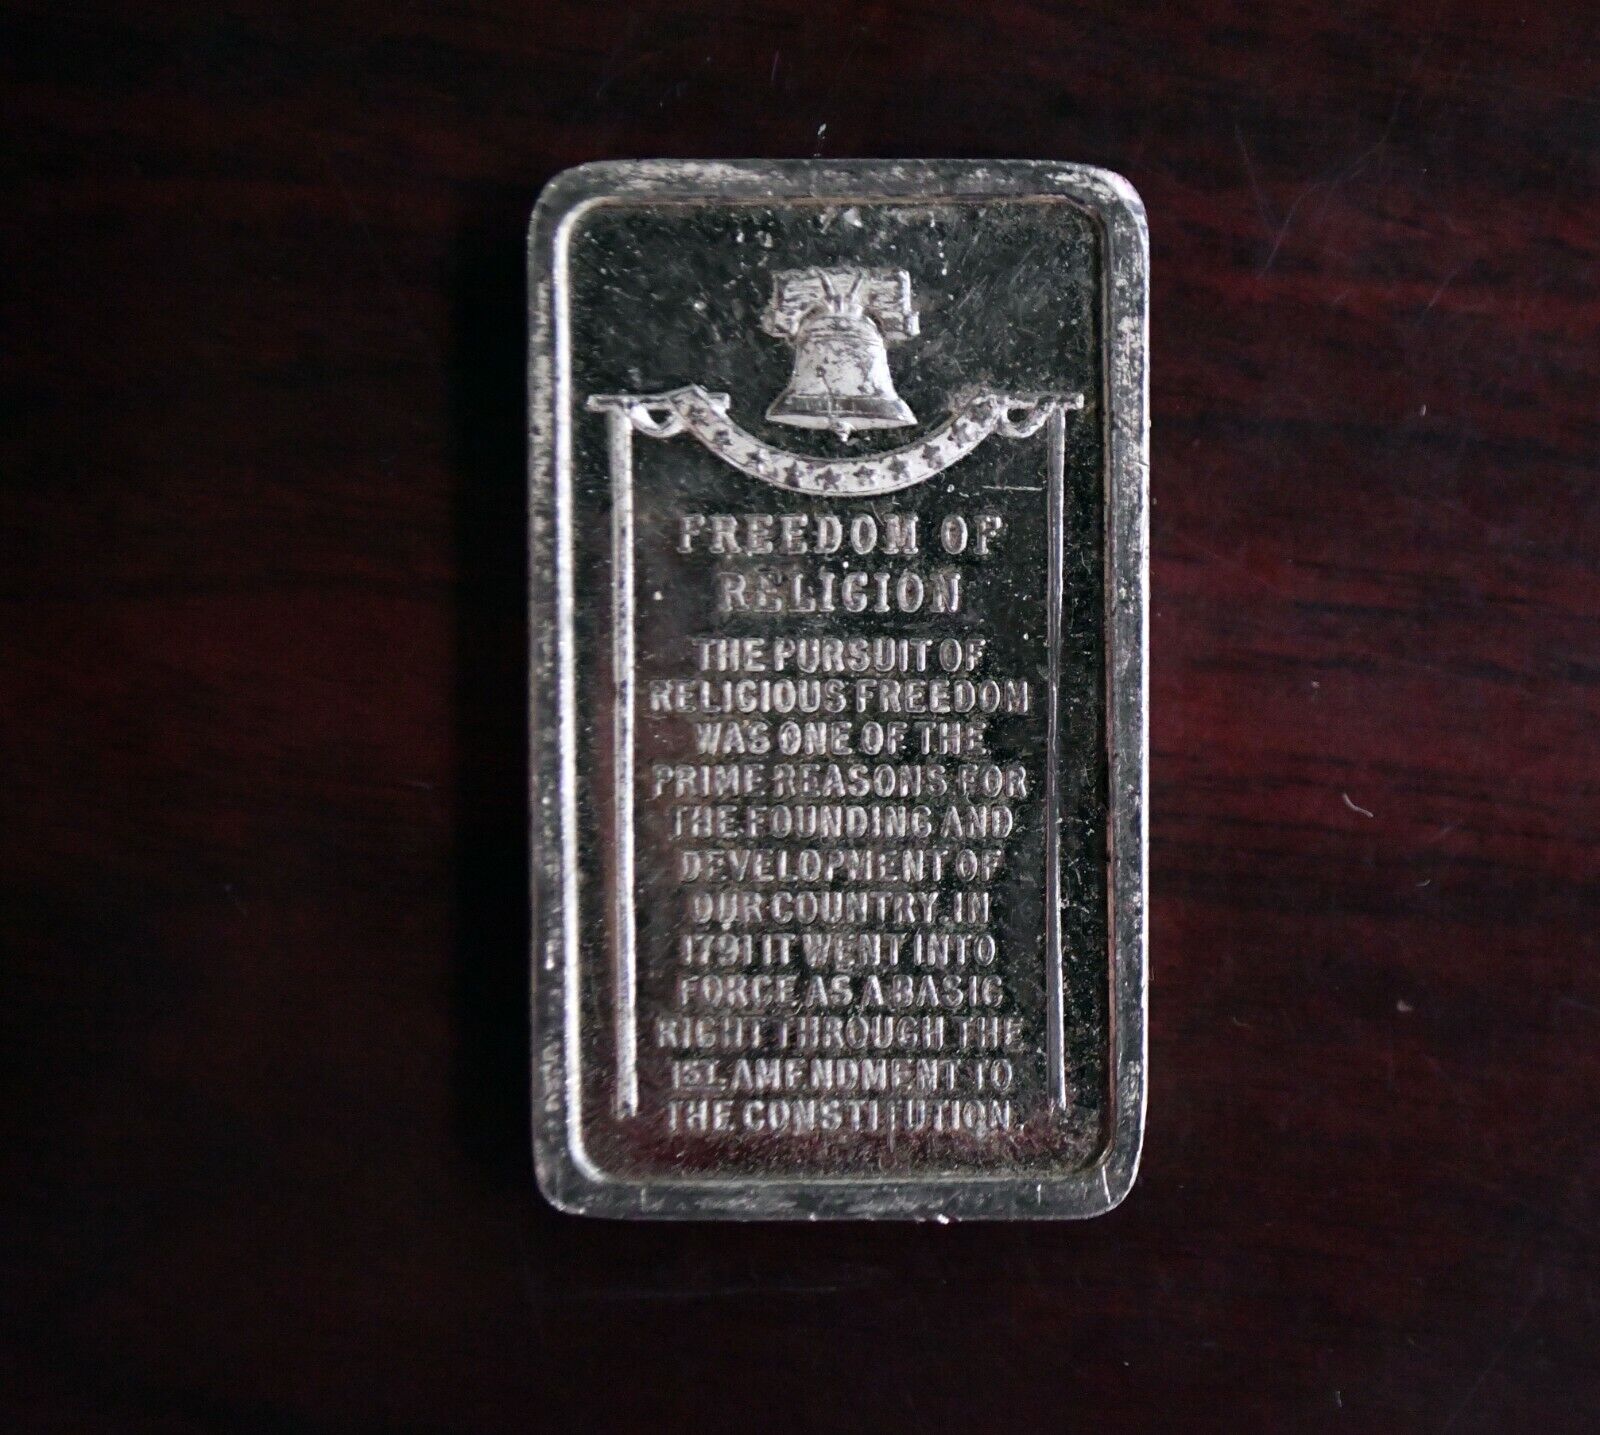 FREEDOM OF
RELIGION
THE PURSUIT OF
RELIGIOUS FREEDOM
WAS ONE OF THE
PRIME REASONS FOR
THE FOUNDING AND
DEVELOPMENT OF
OUR COUNTRY. IN
1791 IT WENT INTO
FORCE AS A BASIC
RIGHT THROUGH THE
1ST. AMENDMENT TO
THE CONSTITUTION.